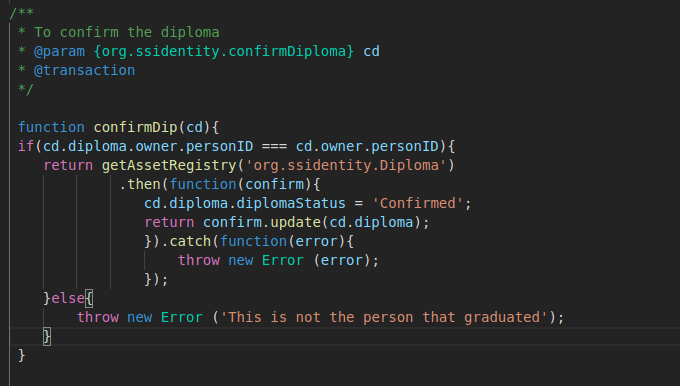 /**
 * To confirm the diploma
 * @param {org.ssidentity.confirmDiploma} cd
 * @transaction
 */
function confirmDip(cd){
if(cd.diploma.owner.personID === cd.owner.personID){
   return getAssetRegistry('org.ssidentity.Diploma')
            .then(function(confirm){
               cd.diploma.diplomaStatus = 'Confirmed';
               return confirm.update(cd.diploma);
               }).catch(function(error){
                   throw new Error (error);
               });
   }else{
       throw new Error ('This is not the person that graduated');
   }
}